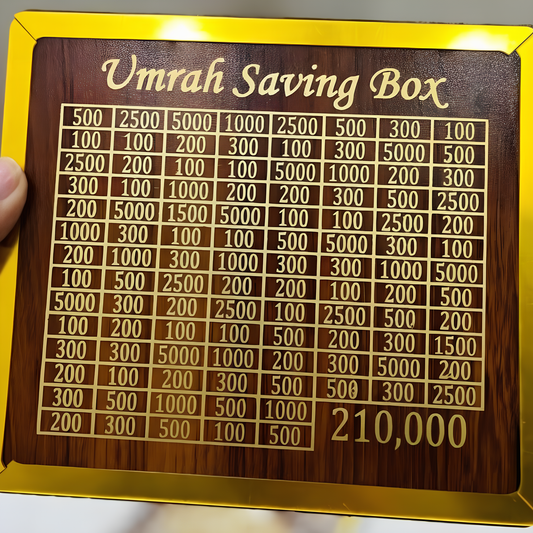 Umrah Saving Box
500 2500 5000 1000 2500 500 300 100
100 100 200 300 100 300 5000 500
2500 200 100 100 5000 1000 200 300
300 100 1000 200 200 300 500 2500
200 5000 1500 5000 100 100 2500 200
1000 300 100 100 500 5000 300 100
200 1000 300 1000 300 300 1000 5000
100 500 2500 200 200 100 200 500
5000 300 200 2500 100 2500 500 200
100 200 100 100 500 200 300 1500
300 300 5000 1000 200 300 5000 200
200 100 200 300 500 500 300 2500
300 500 1000 500 1000
200 300 500 100 500
210,000